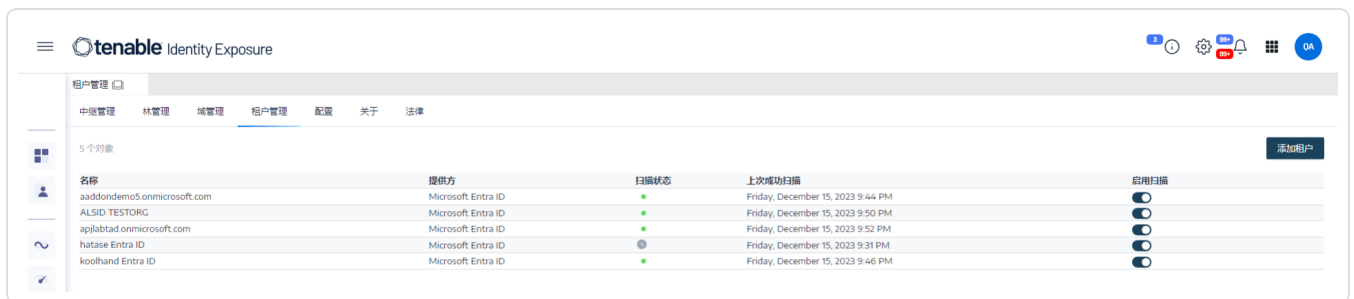 tenable Identity Exposure
3
99+
99+
QA
租户管理
中继管理 林管理 域管理 租户管理 配置 关于 法律
5 个对象
添加租户
名称 提供方 扫描状态 上次成功扫描 启用扫描
aaddondemo5.onmicrosoft.com Microsoft Entra ID Friday, December 15, 2023 9:44 PM
ALSID TESTORG Microsoft Entra ID Friday, December 15, 2023 9:50 PM
apjlabtad.onmicrosoft.com Microsoft Entra ID Friday, December 15, 2023 9:52 PM
hatase Entra ID Microsoft Entra ID Friday, December 15, 2023 9:31 PM
koolhand Entra ID Microsoft Entra ID Friday, December 15, 2023 9:46 PM